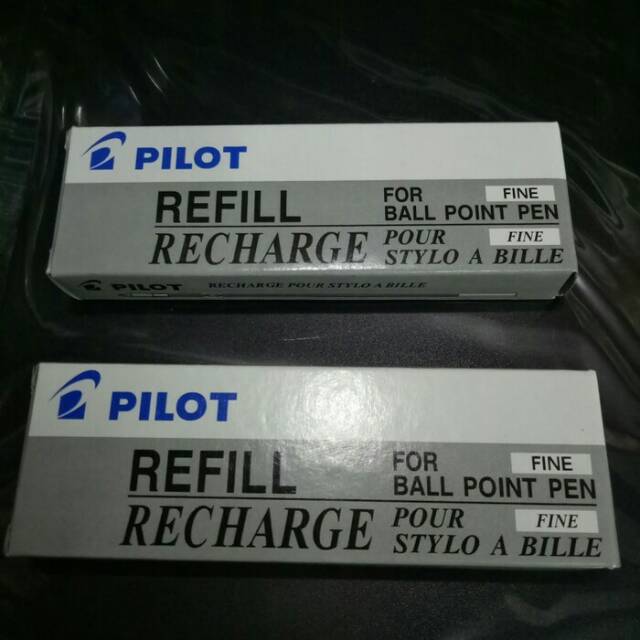 PILOT
REFILL
RECHARGE
FOR FINE
BALL POINT PEN
POUR FINE
STYLO A BILLE
PILOT RECHARGE POUR STYLO A BILLE
PILOT
REFILL
RECHARGE
FOR FINE
BALL POINT PEN
POUR FINE
STYLO A BILLE